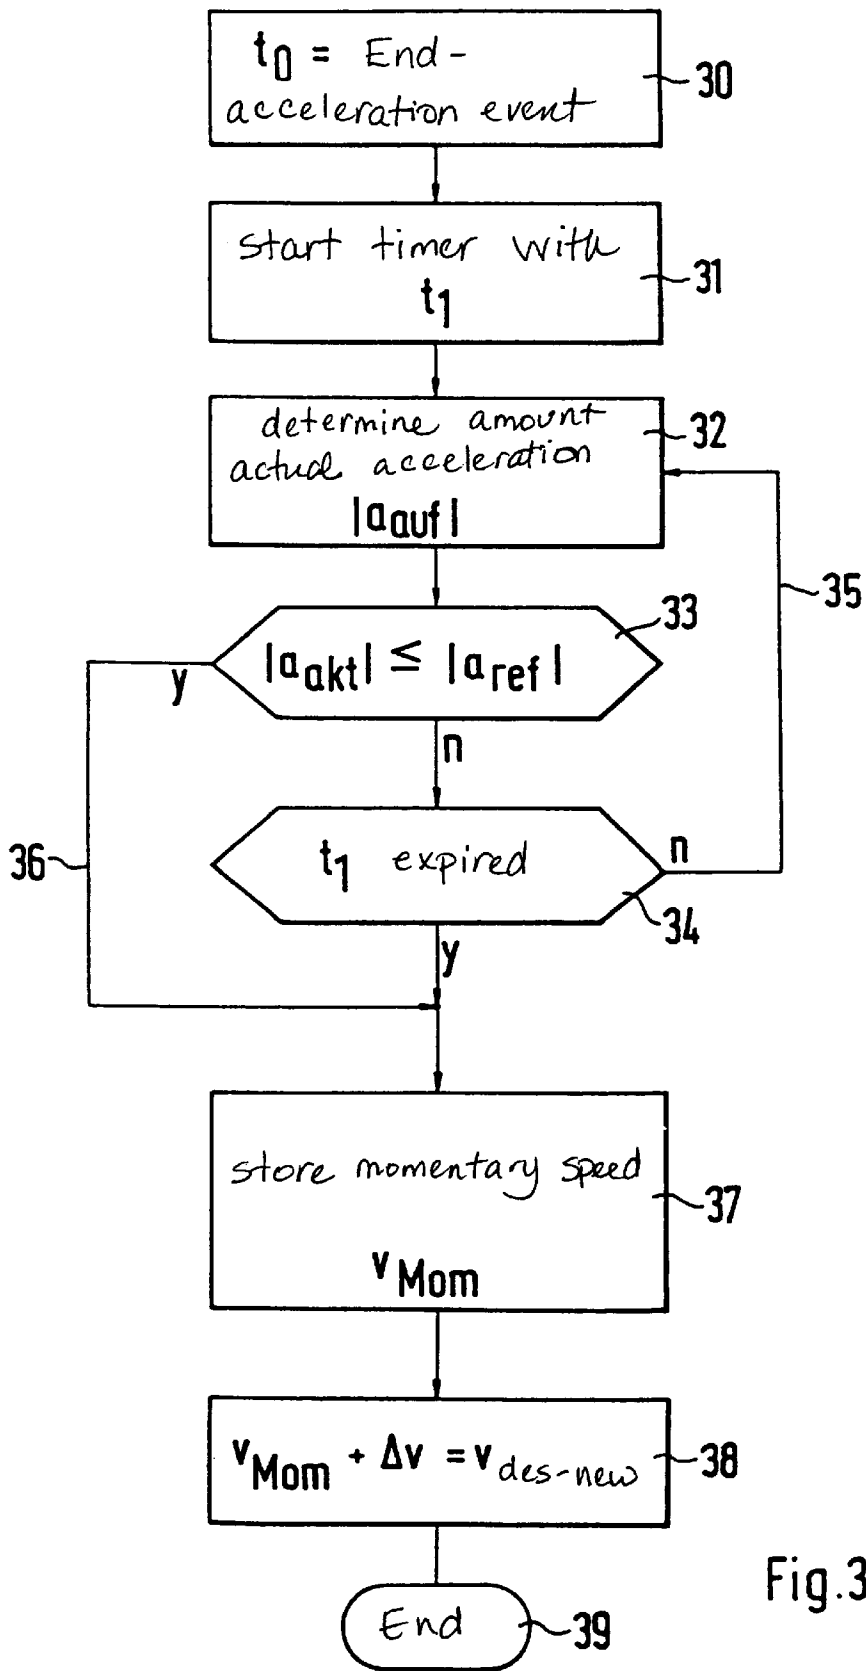 t0 = End-
acceleration event
30
start timer with
t1
31
determine amount
actual acceleration
|aauf|
32
35
|aakt| ≤ |aref|
33
y
n
36
t1 expired
n
34
y
store momentary speed
vMom
37
vMom + Δv = vdes-new
38
End
39
Fig.3